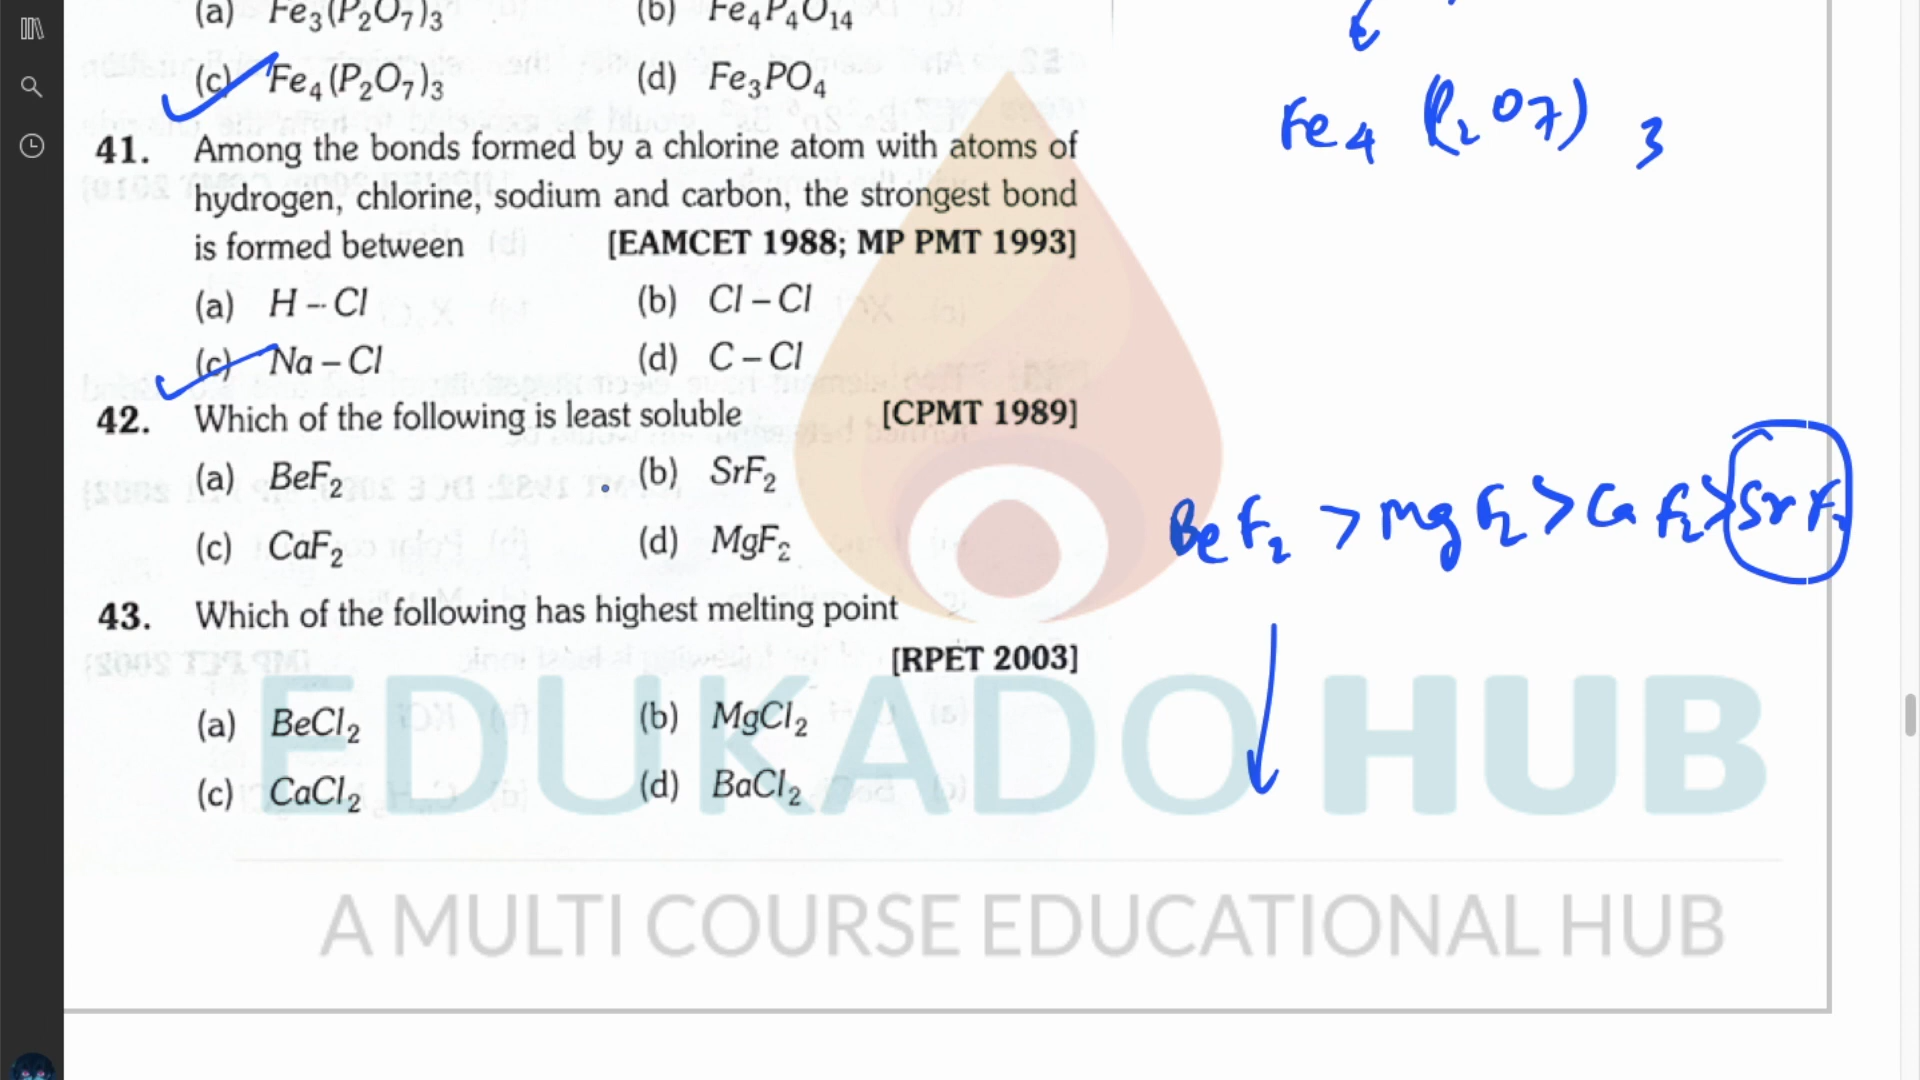 (a) Fe3(P2O7)3 (b) Fe4P4O14
(c) Fe4(P2O7)3 (d) Fe3PO4
Fe4 (P2O7) 3
41. Among the bonds formed by a chlorine atom with atoms of
hydrogen, chlorine, sodium and carbon, the strongest bond
is formed between [EAMCET 1988; MP PMT 1993]
(a) H – Cl (b) Cl – Cl
(c) Na – Cl (d) C – Cl
42. Which of the following is least soluble [CPMT 1989]
(a) BeF2 (b) SrF2
(c) CaF2 (d) MgF2
BeF2 > MgF2 > CaF2 > SrF2
43. Which of the following has highest melting point
[RPET 2003]
(a) BeCl2 (b) MgCl2
(c) CaCl2 (d) BaCl2
EDUKADO HUB
A MULTI COURSE EDUCATIONAL HUB